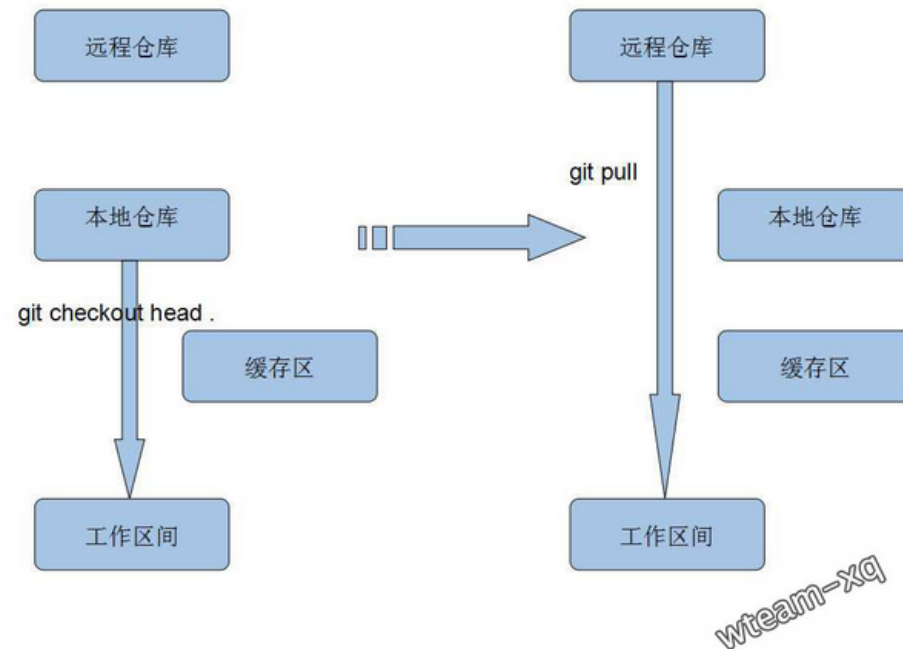 远程仓库
本地仓库
git checkout head .
缓存区
工作区间
远程仓库
git pull
本地仓库
缓存区
工作区间
wteam-xq